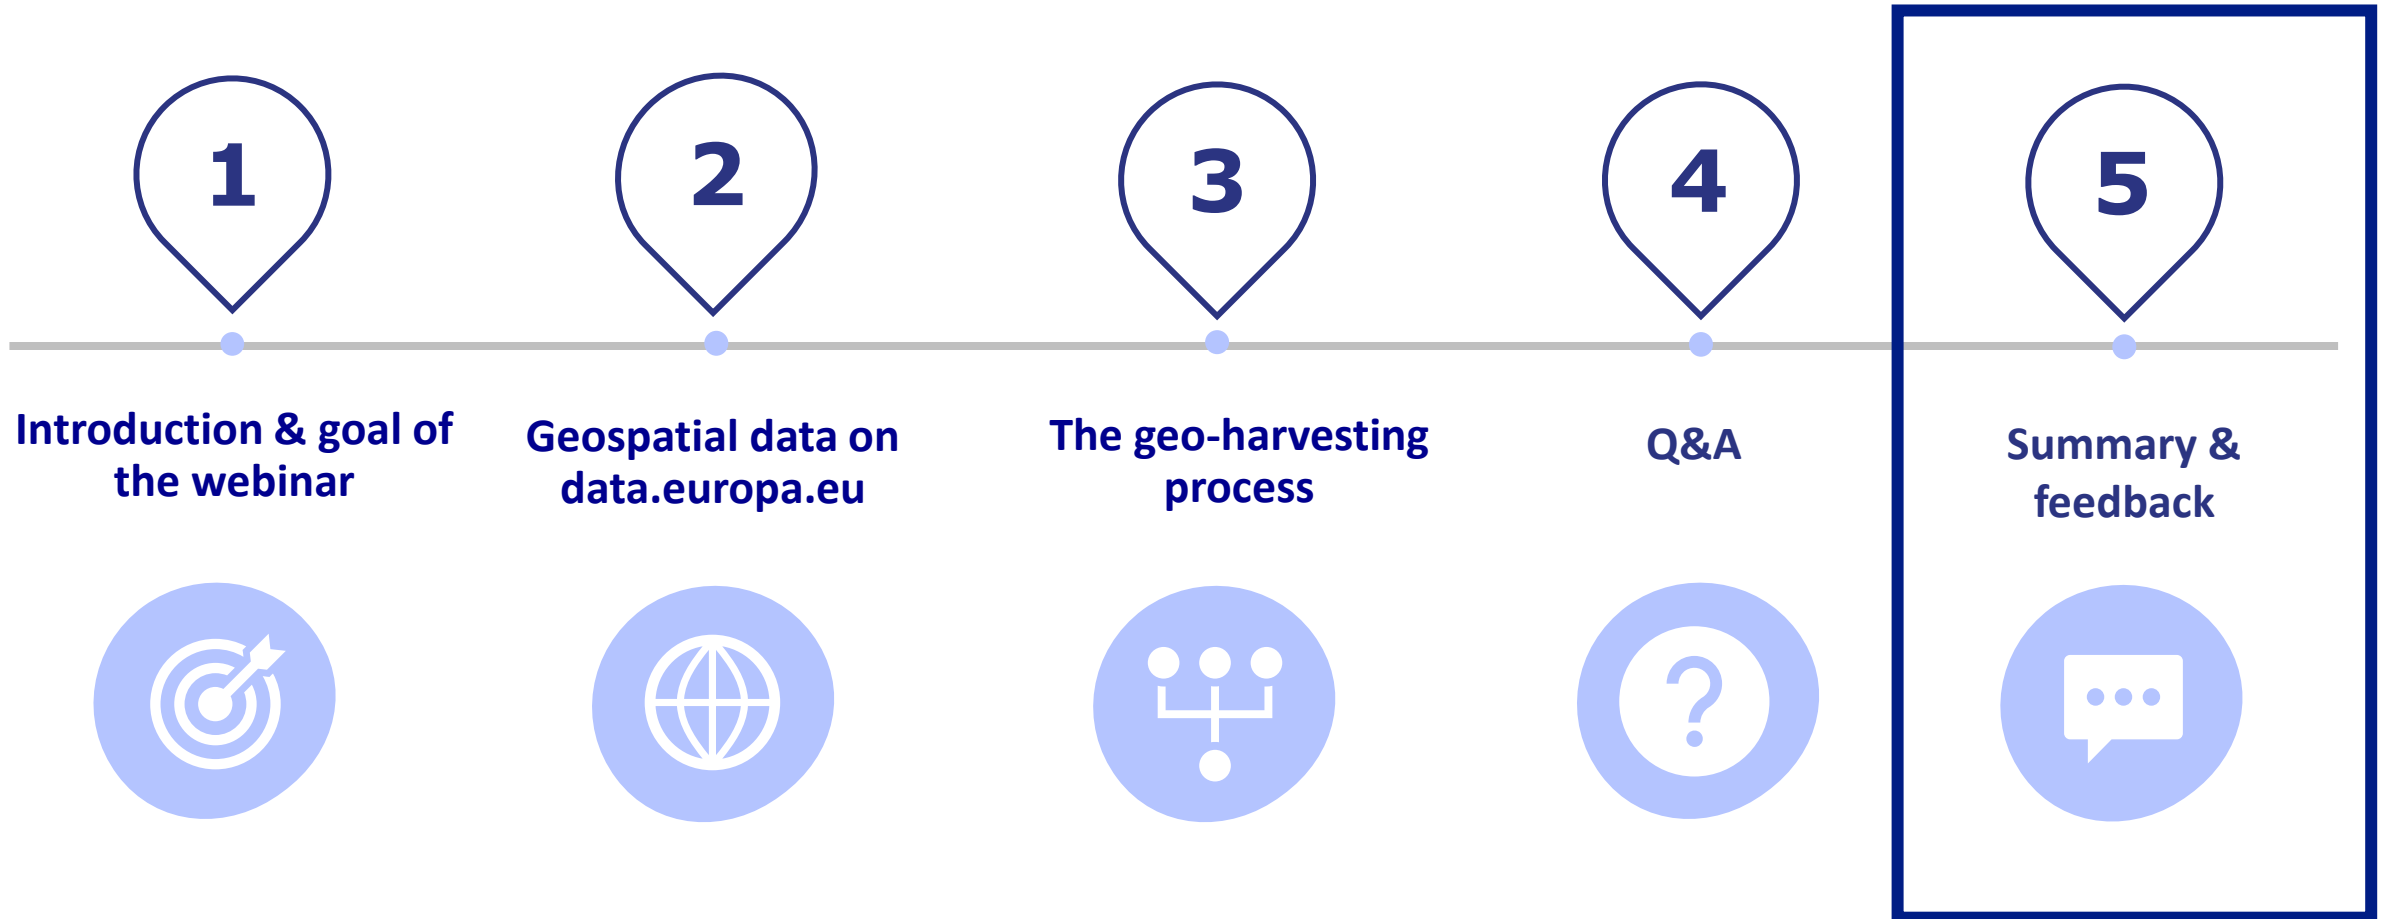 1
2
3
4
5
Introduction & goal of
the webinar
Geospatial data on
data.europa.eu
The geo-harvesting
process
Q&A
Summary &
feedback
?